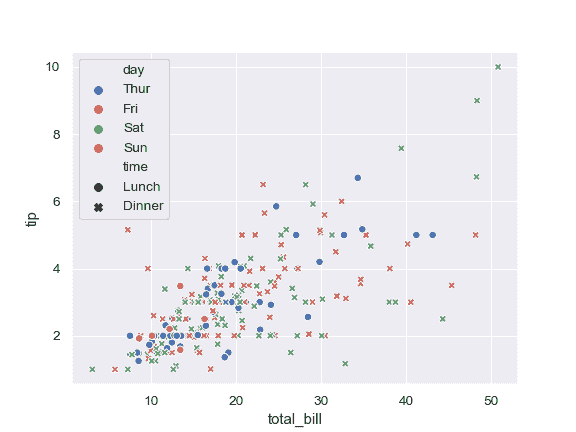 day
Thur
Fri
Sat
Sun
time
Lunch
Dinner
tip
10
8
6
4
2
10
20
30
40
50
total_bill